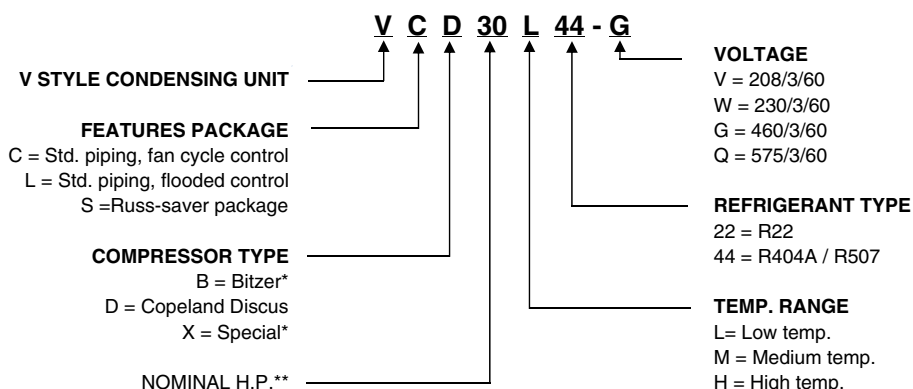 V C D 30 L 44 - G
V STYLE CONDENSING UNIT
FEATURES PACKAGE
C = Std. piping, fan cycle control
L = Std. piping, flooded control
S =Russ-saver package
COMPRESSOR TYPE
B = Bitzer*
D = Copeland Discus
X = Special*
NOMINAL H.P.**
VOLTAGE
V = 208/3/60
W = 230/3/60
G = 460/3/60
Q = 575/3/60
REFRIGERANT TYPE
22 = R22
44 = R404A / R507
TEMP. RANGE
L= Low temp.
M = Medium temp.
H = High temp.